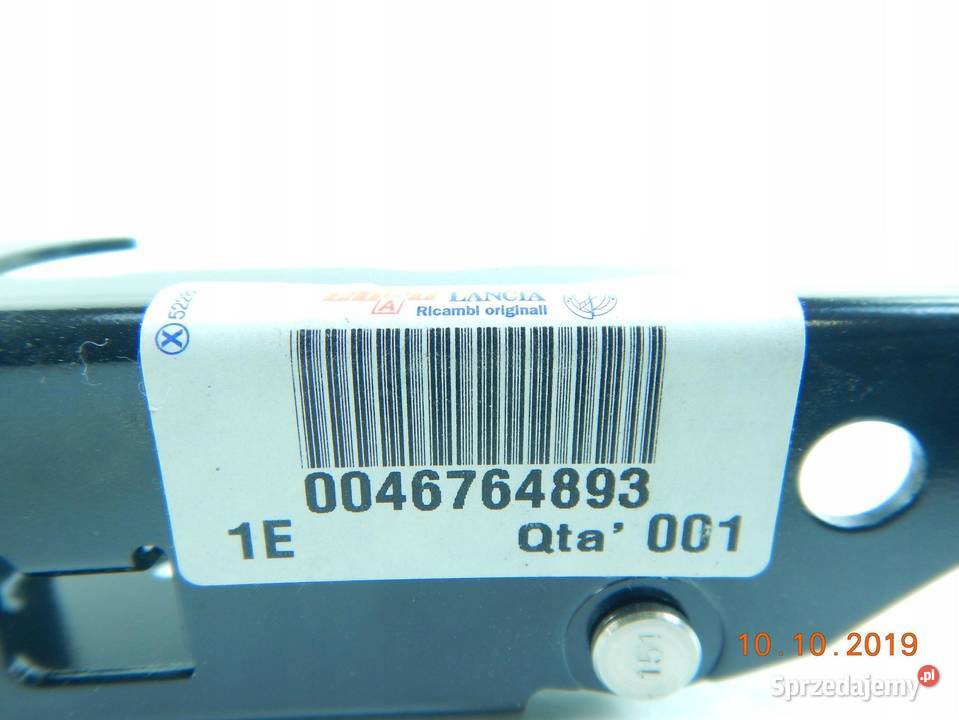 LANCIA
Ricambi originali
A
X
0046764893
1E Qta' 001
151
10.10.2019
Sprzedajemy.pl